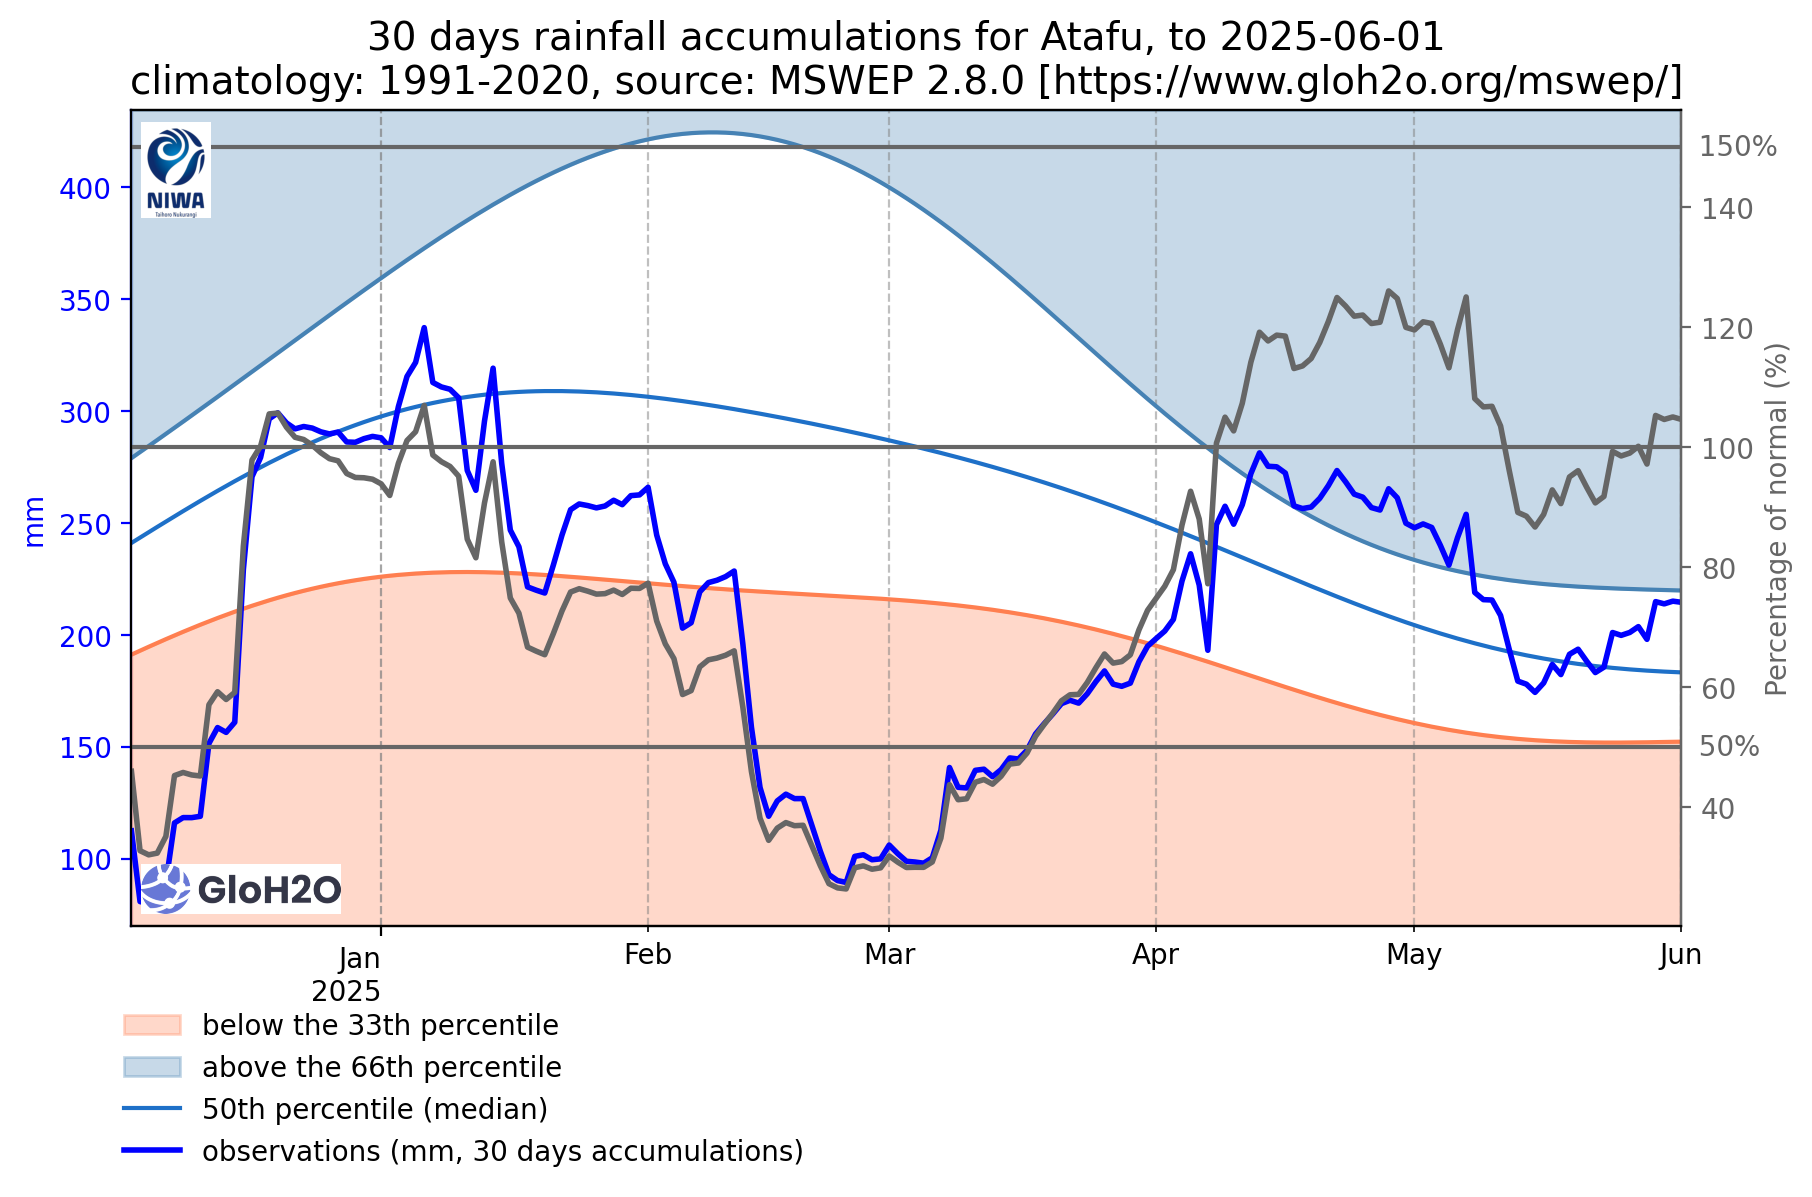 30 days rainfall accumulations for Atafu, to 2025-06-01
climatology: 1991-2020, source: MSWEP 2.8.0 [https://www.gloh2o.org/mswep/]
NIWA
Taihoro Nukurangi
400
350
300
250
200
150
100
mm
150%
140
120
100
80
60
50%
40
Percentage of normal (%)
GloH2O
Jan
2025
Feb
Mar
Apr
May
Jun
below the 33th percentile
above the 66th percentile
50th percentile (median)
observations (mm, 30 days accumulations)